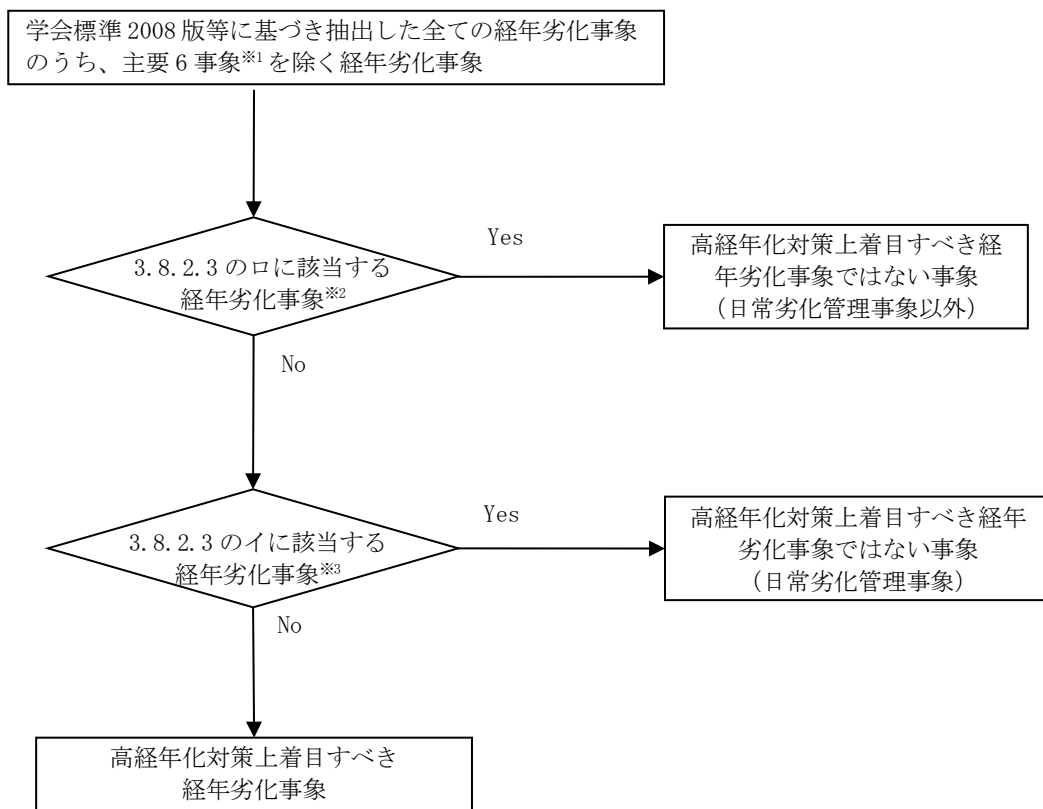 学会標準 2008 版等に基づき抽出した全ての経年劣化事象
のうち、主要 6 事象※1 を除く経年劣化事象
3.8.2.3 のロに該当する
経年劣化事象※2
Yes
高経年化対策上着目すべき経
年劣化事象ではない事象
（日常劣化管理事象以外）
No
3.8.2.3 のイに該当する
経年劣化事象※3
Yes
高経年化対策上着目すべき経年
劣化事象ではない事象
（日常劣化管理事象）
No
高経年化対策上着目すべき
経年劣化事象